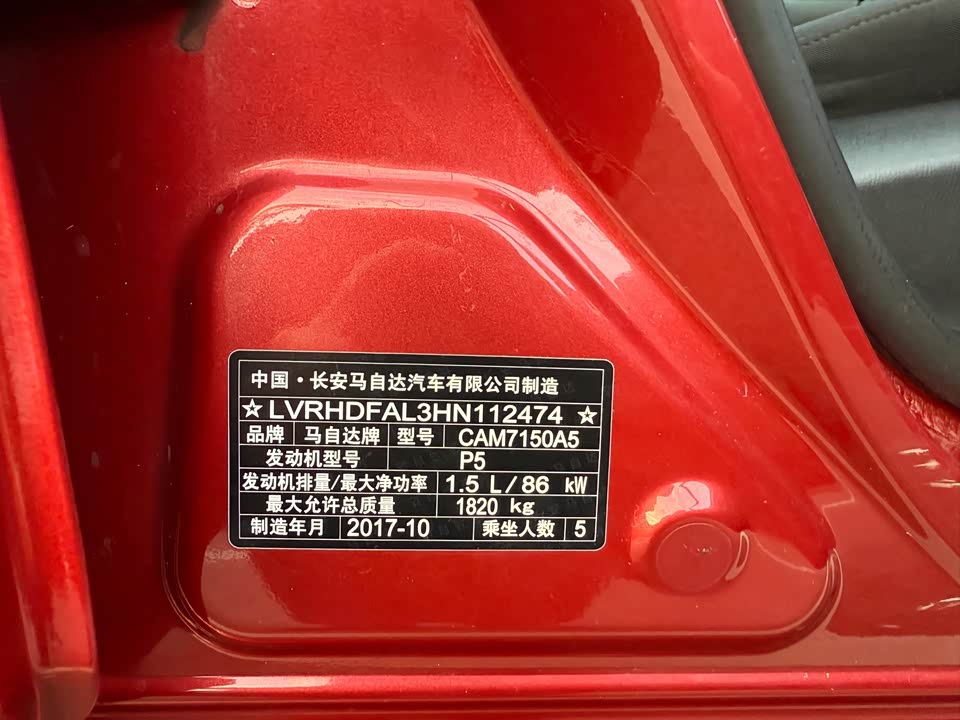 中国·长安马自达汽车有限公司制造
☆LVRHDFAL3HN112474☆
品牌 马自达牌 型号 CAM7150A5
发动机型号 P5
发动机排量/最大净功率 1.5 L/86 kW
最大允许总质量 1820 kg
制造年月 2017-10 乘坐人数 5